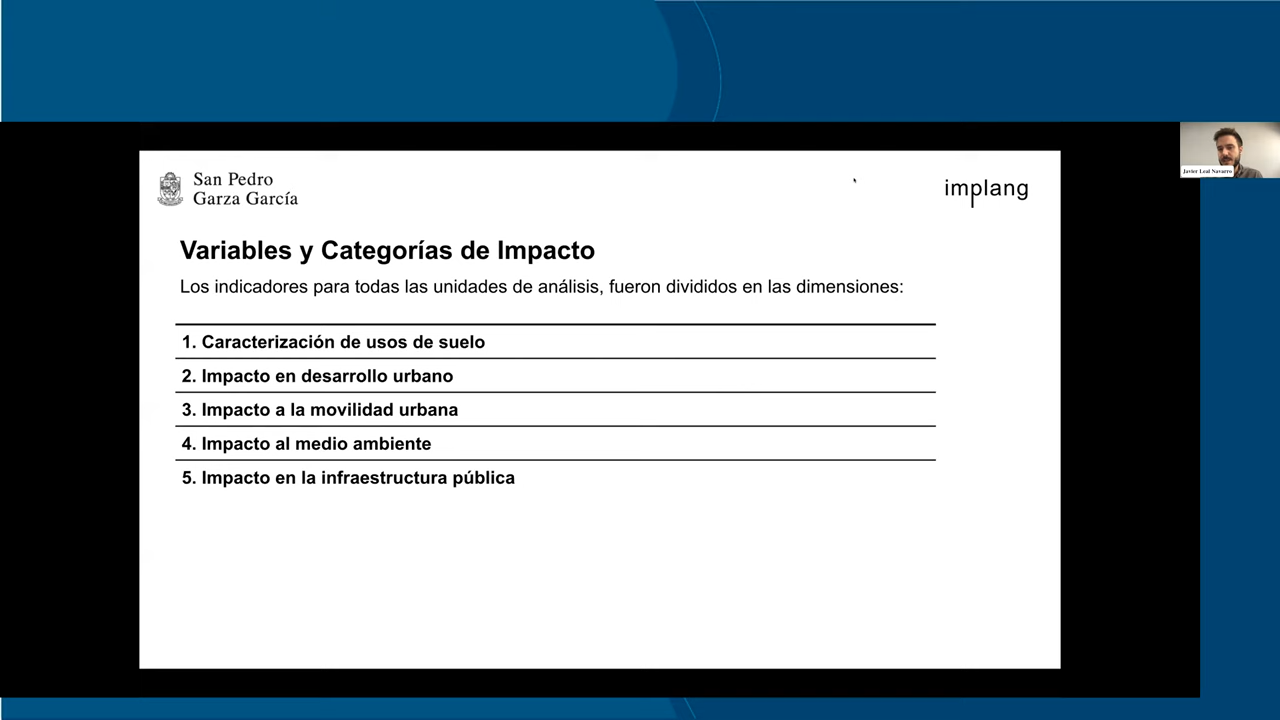 San Pedro
Garza García
implang
Javier Leal Navarro
Variables y Categorías de Impacto
Los indicadores para todas las unidades de análisis, fueron divididos en las dimensiones:
1. Caracterización de usos de suelo
2. Impacto en desarrollo urbano
3. Impacto a la movilidad urbana
4. Impacto al medio ambiente
5. Impacto en la infraestructura pública